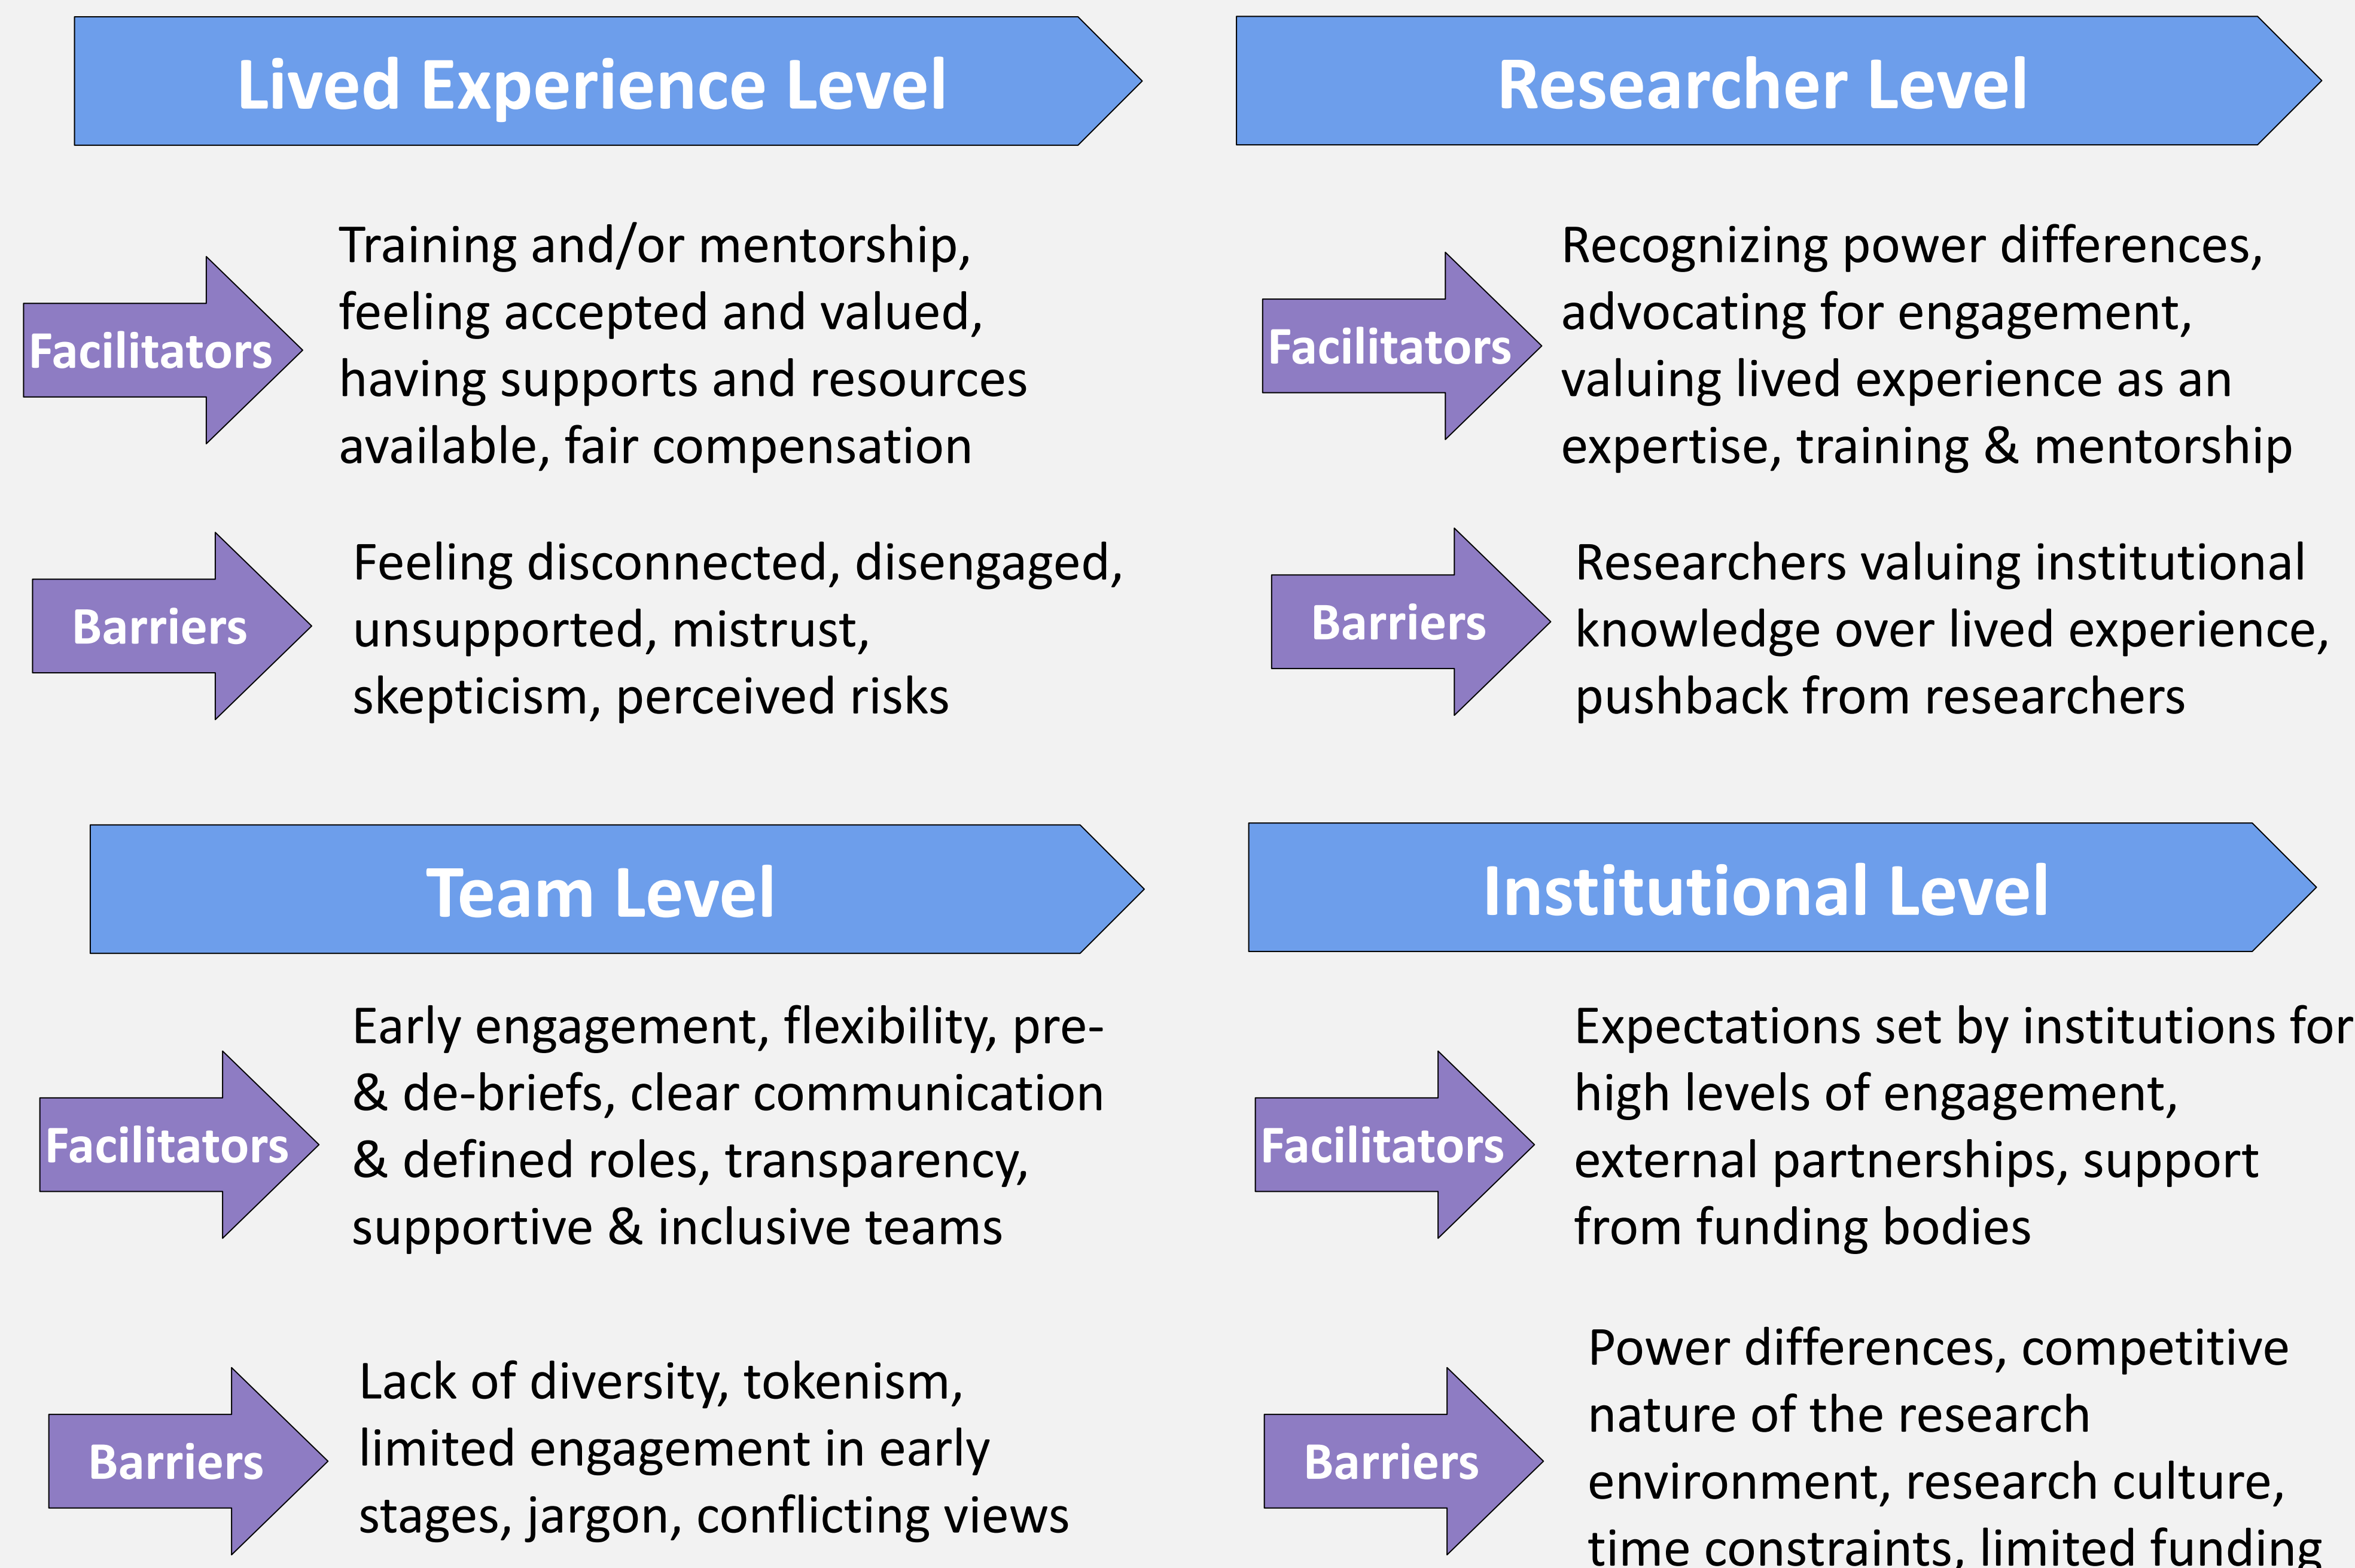 Lived Experience Level
Facilitators
Training and/or mentorship,
feeling accepted and valued,
having supports and resources
available, fair compensation
Barriers
Feeling disconnected, disengaged,
unsupported, mistrust,
skepticism, perceived risks
Researcher Level
Facilitators
Recognizing power differences,
advocating for engagement,
valuing lived experience as an
expertise, training & mentorship
Barriers
Researchers valuing institutional
knowledge over lived experience,
pushback from researchers
Team Level
Facilitators
Early engagement, flexibility, pre-
& de-briefs, clear communication
& defined roles, transparency,
supportive & inclusive teams
Barriers
Lack of diversity, tokenism,
limited engagement in early
stages, jargon, conflicting views
Institutional Level
Facilitators
Expectations set by institutions for
high levels of engagement,
external partnerships, support
from funding bodies
Barriers
Power differences, competitive
nature of the research
environment, research culture,
time constraints, limited funding